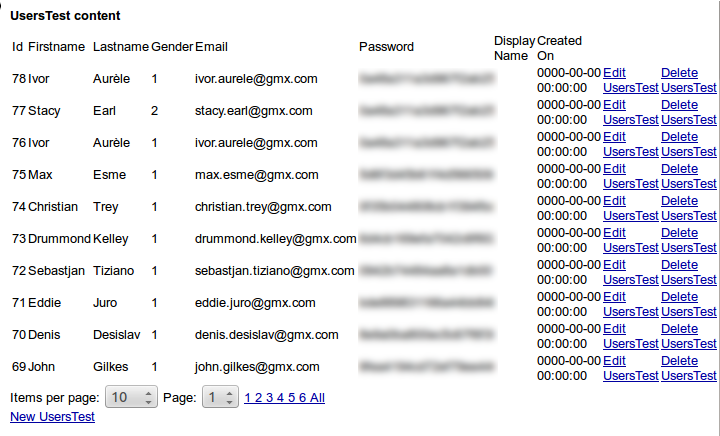 UsersTest content
Id Firstname Lastname Gender Email Password Display Name Created On
78 Ivor Aurèle 1 ivor.aurele@gmx.com 0000-00-00 00:00:00 Edit UsersTest Delete UsersTest
77 Stacy Earl 2 stacy.earl@gmx.com 0000-00-00 00:00:00 Edit UsersTest Delete UsersTest
76 Ivor Aurèle 1 ivor.aurele@gmx.com 0000-00-00 00:00:00 Edit UsersTest Delete UsersTest
75 Max Esme 1 max.esme@gmx.com 0000-00-00 00:00:00 Edit UsersTest Delete UsersTest
74 Christian Trey 1 christian.trey@gmx.com 0000-00-00 00:00:00 Edit UsersTest Delete UsersTest
73 Drummond Kelley 1 drummond.kelley@gmx.com 0000-00-00 00:00:00 Edit UsersTest Delete UsersTest
72 Sebastjan Tiziano 1 sebastjan.tiziano@gmx.com 0000-00-00 00:00:00 Edit UsersTest Delete UsersTest
71 Eddie Juro 1 eddie.juro@gmx.com 0000-00-00 00:00:00 Edit UsersTest Delete UsersTest
70 Denis Desislav 1 denis.desislav@gmx.com 0000-00-00 00:00:00 Edit UsersTest Delete UsersTest
69 John Gilkes 1 john.gilkes@gmx.com 0000-00-00 00:00:00 Edit UsersTest Delete UsersTest
Items per page: 10 Page: 1 1 2 3 4 5 6 All
New UsersTest